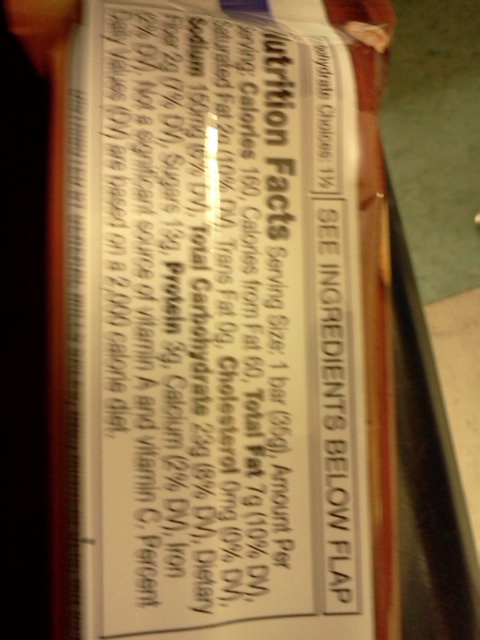 Carbohydrate Choices: 1½
SEE INGREDIENTS BELOW FLAP
Nutrition Facts Serving Size: 1 bar (35g), Amount Per
Serving: Calories 160, Calories from Fat 60, Total Fat 7g (10% DV),
Saturated Fat 2g (10% DV), Trans Fat 0g, Cholesterol 0mg (0% DV),
Sodium 150mg (6% DV), Total Carbohydrate 23g (8% DV), Dietary
Fiber 2g (7% DV), Sugars 13g, Protein 3g, Calcium (2% DV), Iron
(2% DV). Not a significant source of vitamin A and vitamin C. Percent
Daily Values (DV) are based on a 2,000 calorie diet.